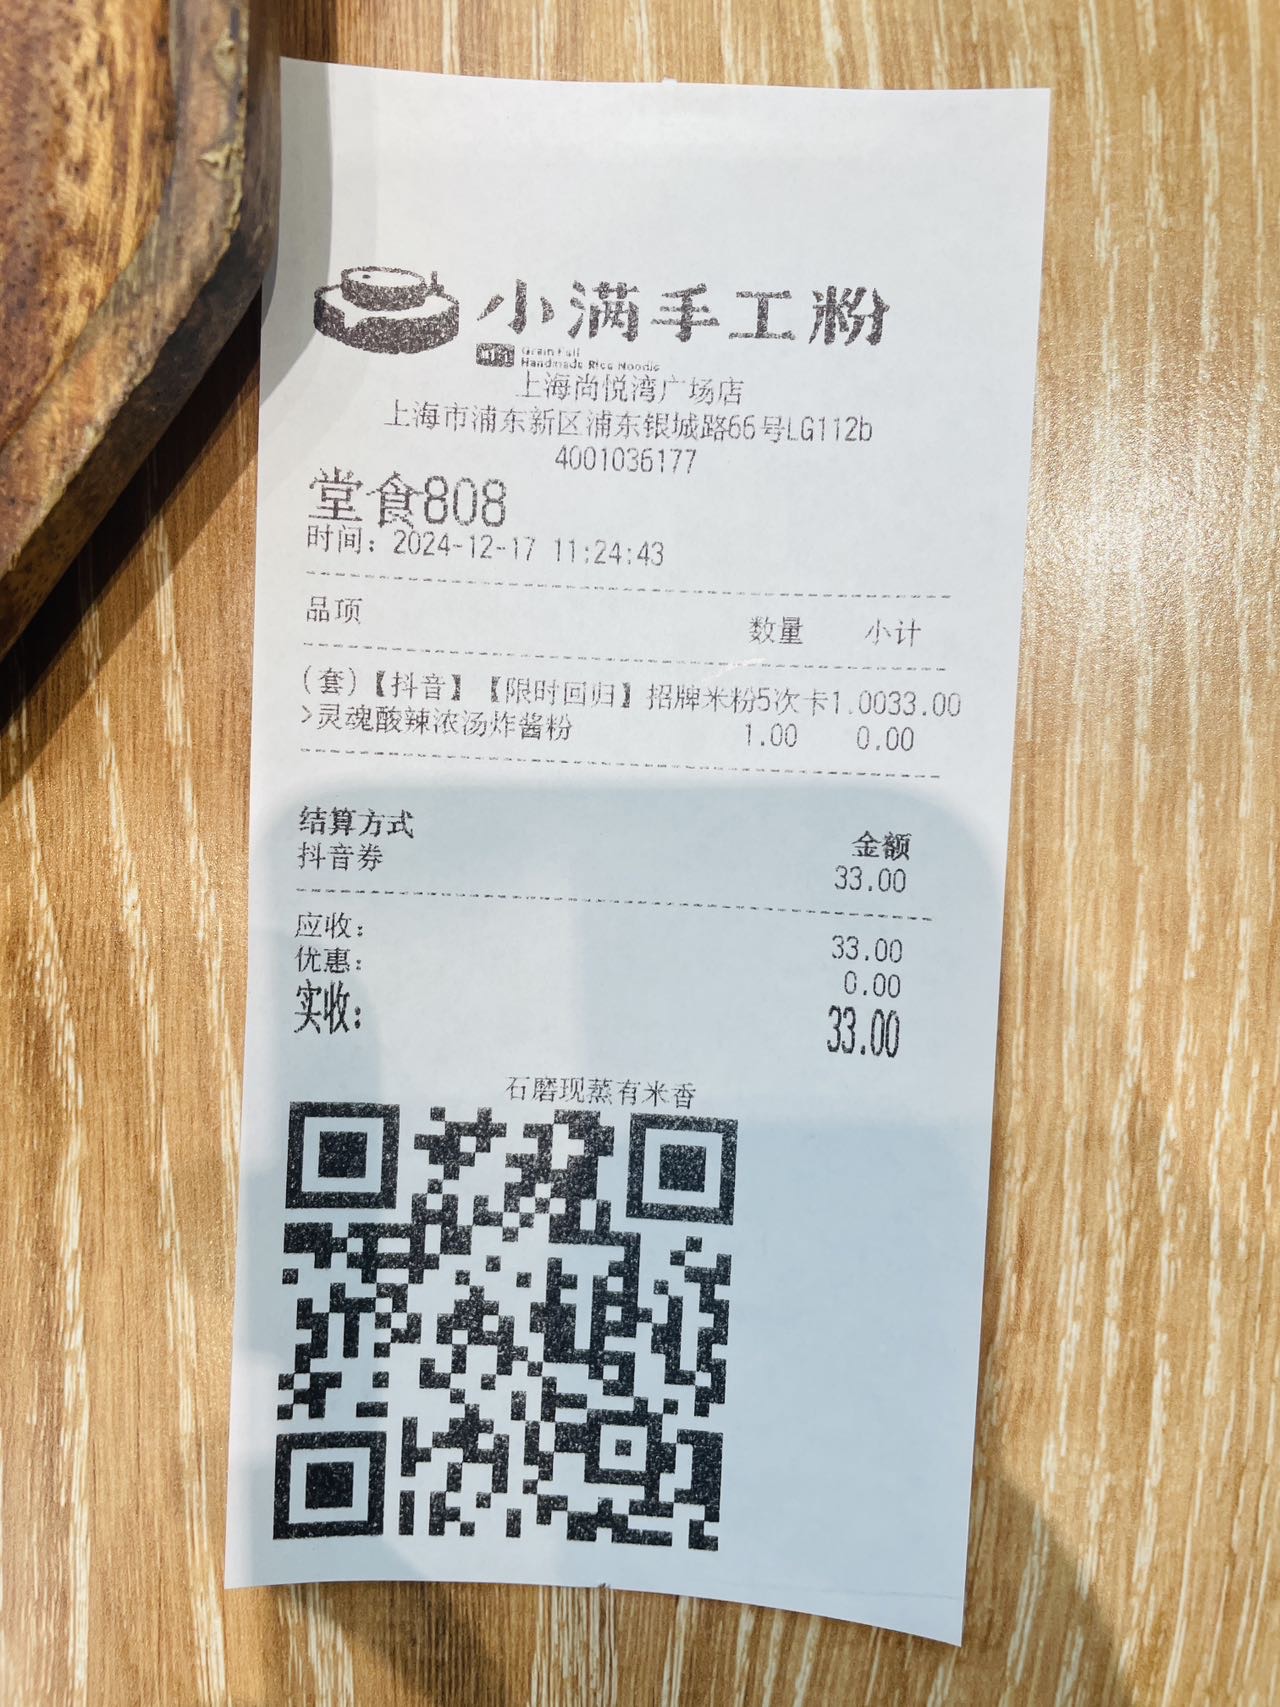 小满手工粉
Grain Full
Handmade Rice Noodle
上海尚悦湾广场店
上海市浦东新区浦东银城路66号LG112b
4001036177
堂食808
时间: 2024-12-17 11:24:43
品项 数量 小计
(套)【抖音】【限时回归】招牌米粉5次卡1.0033.00
>灵魂酸辣浓汤炸酱粉 1.00 0.00
结算方式 金额
抖音券 33.00
应收: 33.00
优惠: 0.00
实收: 33.00
石磨现蒸有米香